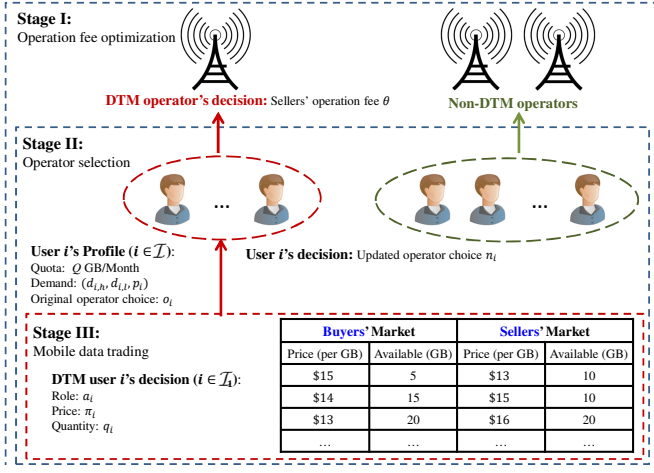 Stage I:
Operation fee optimization
DTM operator's decision: Sellers' operation fee θ
Non-DTM operators
Stage II:
Operator selection
...
...
User i's Profile (i ∈ ℐ):
Quota: Q GB/Month
Demand: (d_{i,h}, d_{i,l}, p_i)
Original operator choice: o_i
User i's decision: Updated operator choice n_i
Stage III:
Mobile data trading
DTM user i's decision (i ∈ ℐ_1):
Role: a_i
Price: π_i
Quantity: q_i
Buyers' Market Sellers' Market
Price (per GB) Available (GB) Price (per GB) Available (GB)
$15 5 $13 10
$14 15 $15 10
$13 20 $16 20
... ... ... ...